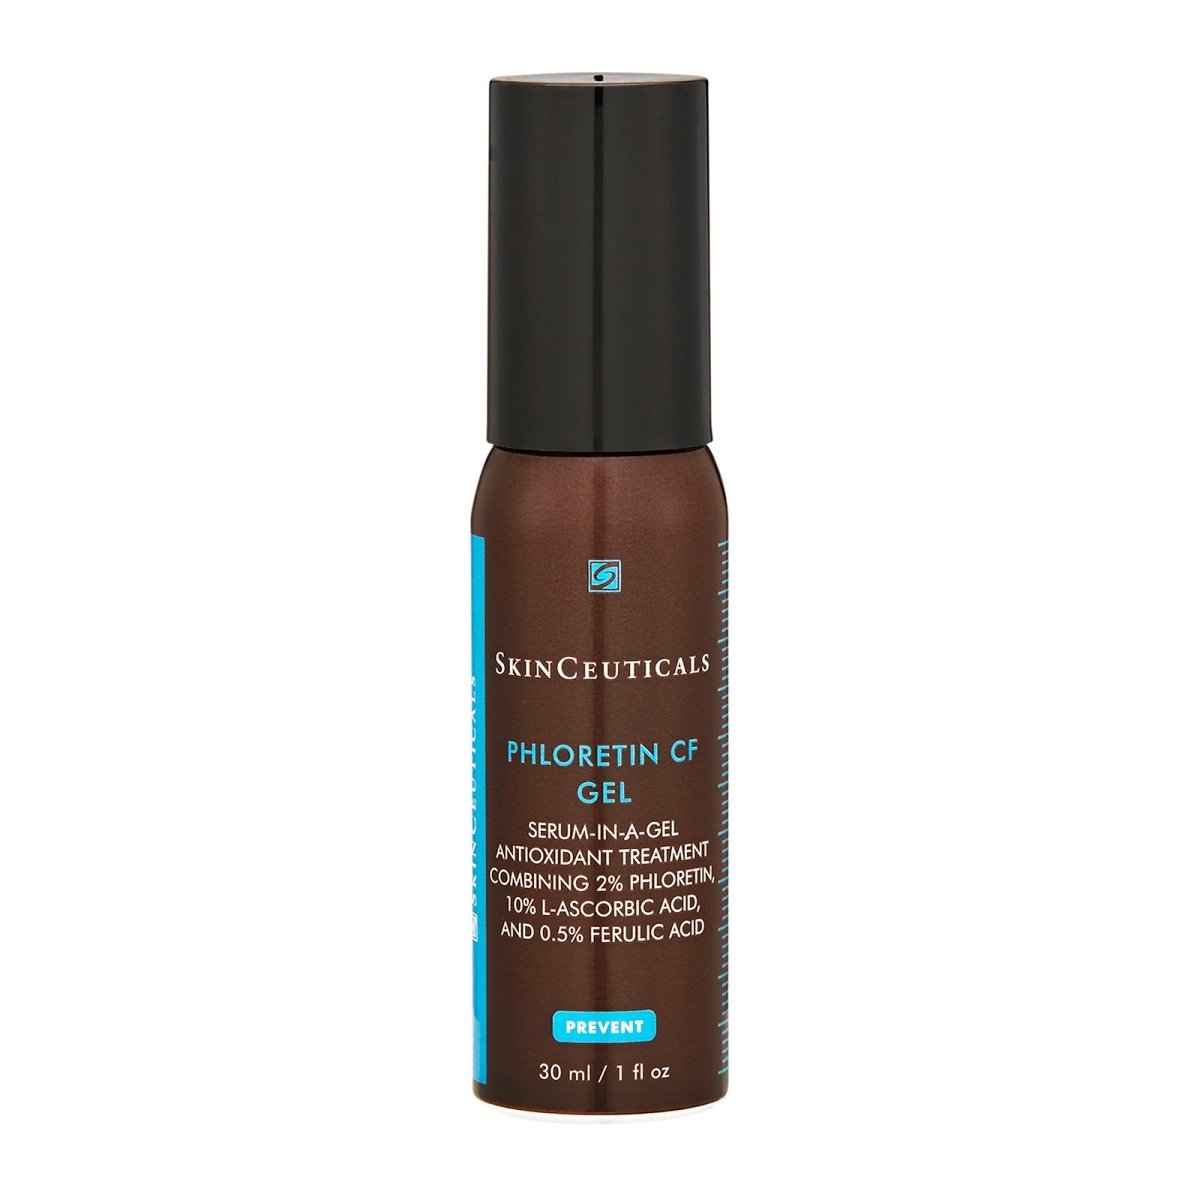 SKINCEUTICALS
PHLORETIN CF
GEL
SERUM-IN-A-GEL
ANTIOXIDANT TREATMENT
COMBINING 2% PHLORETIN,
10% L-ASCORBIC ACID,
AND 0.5% FERULIC ACID
PREVENT
30 ml / 1 fl oz
SKINCEUTICALS